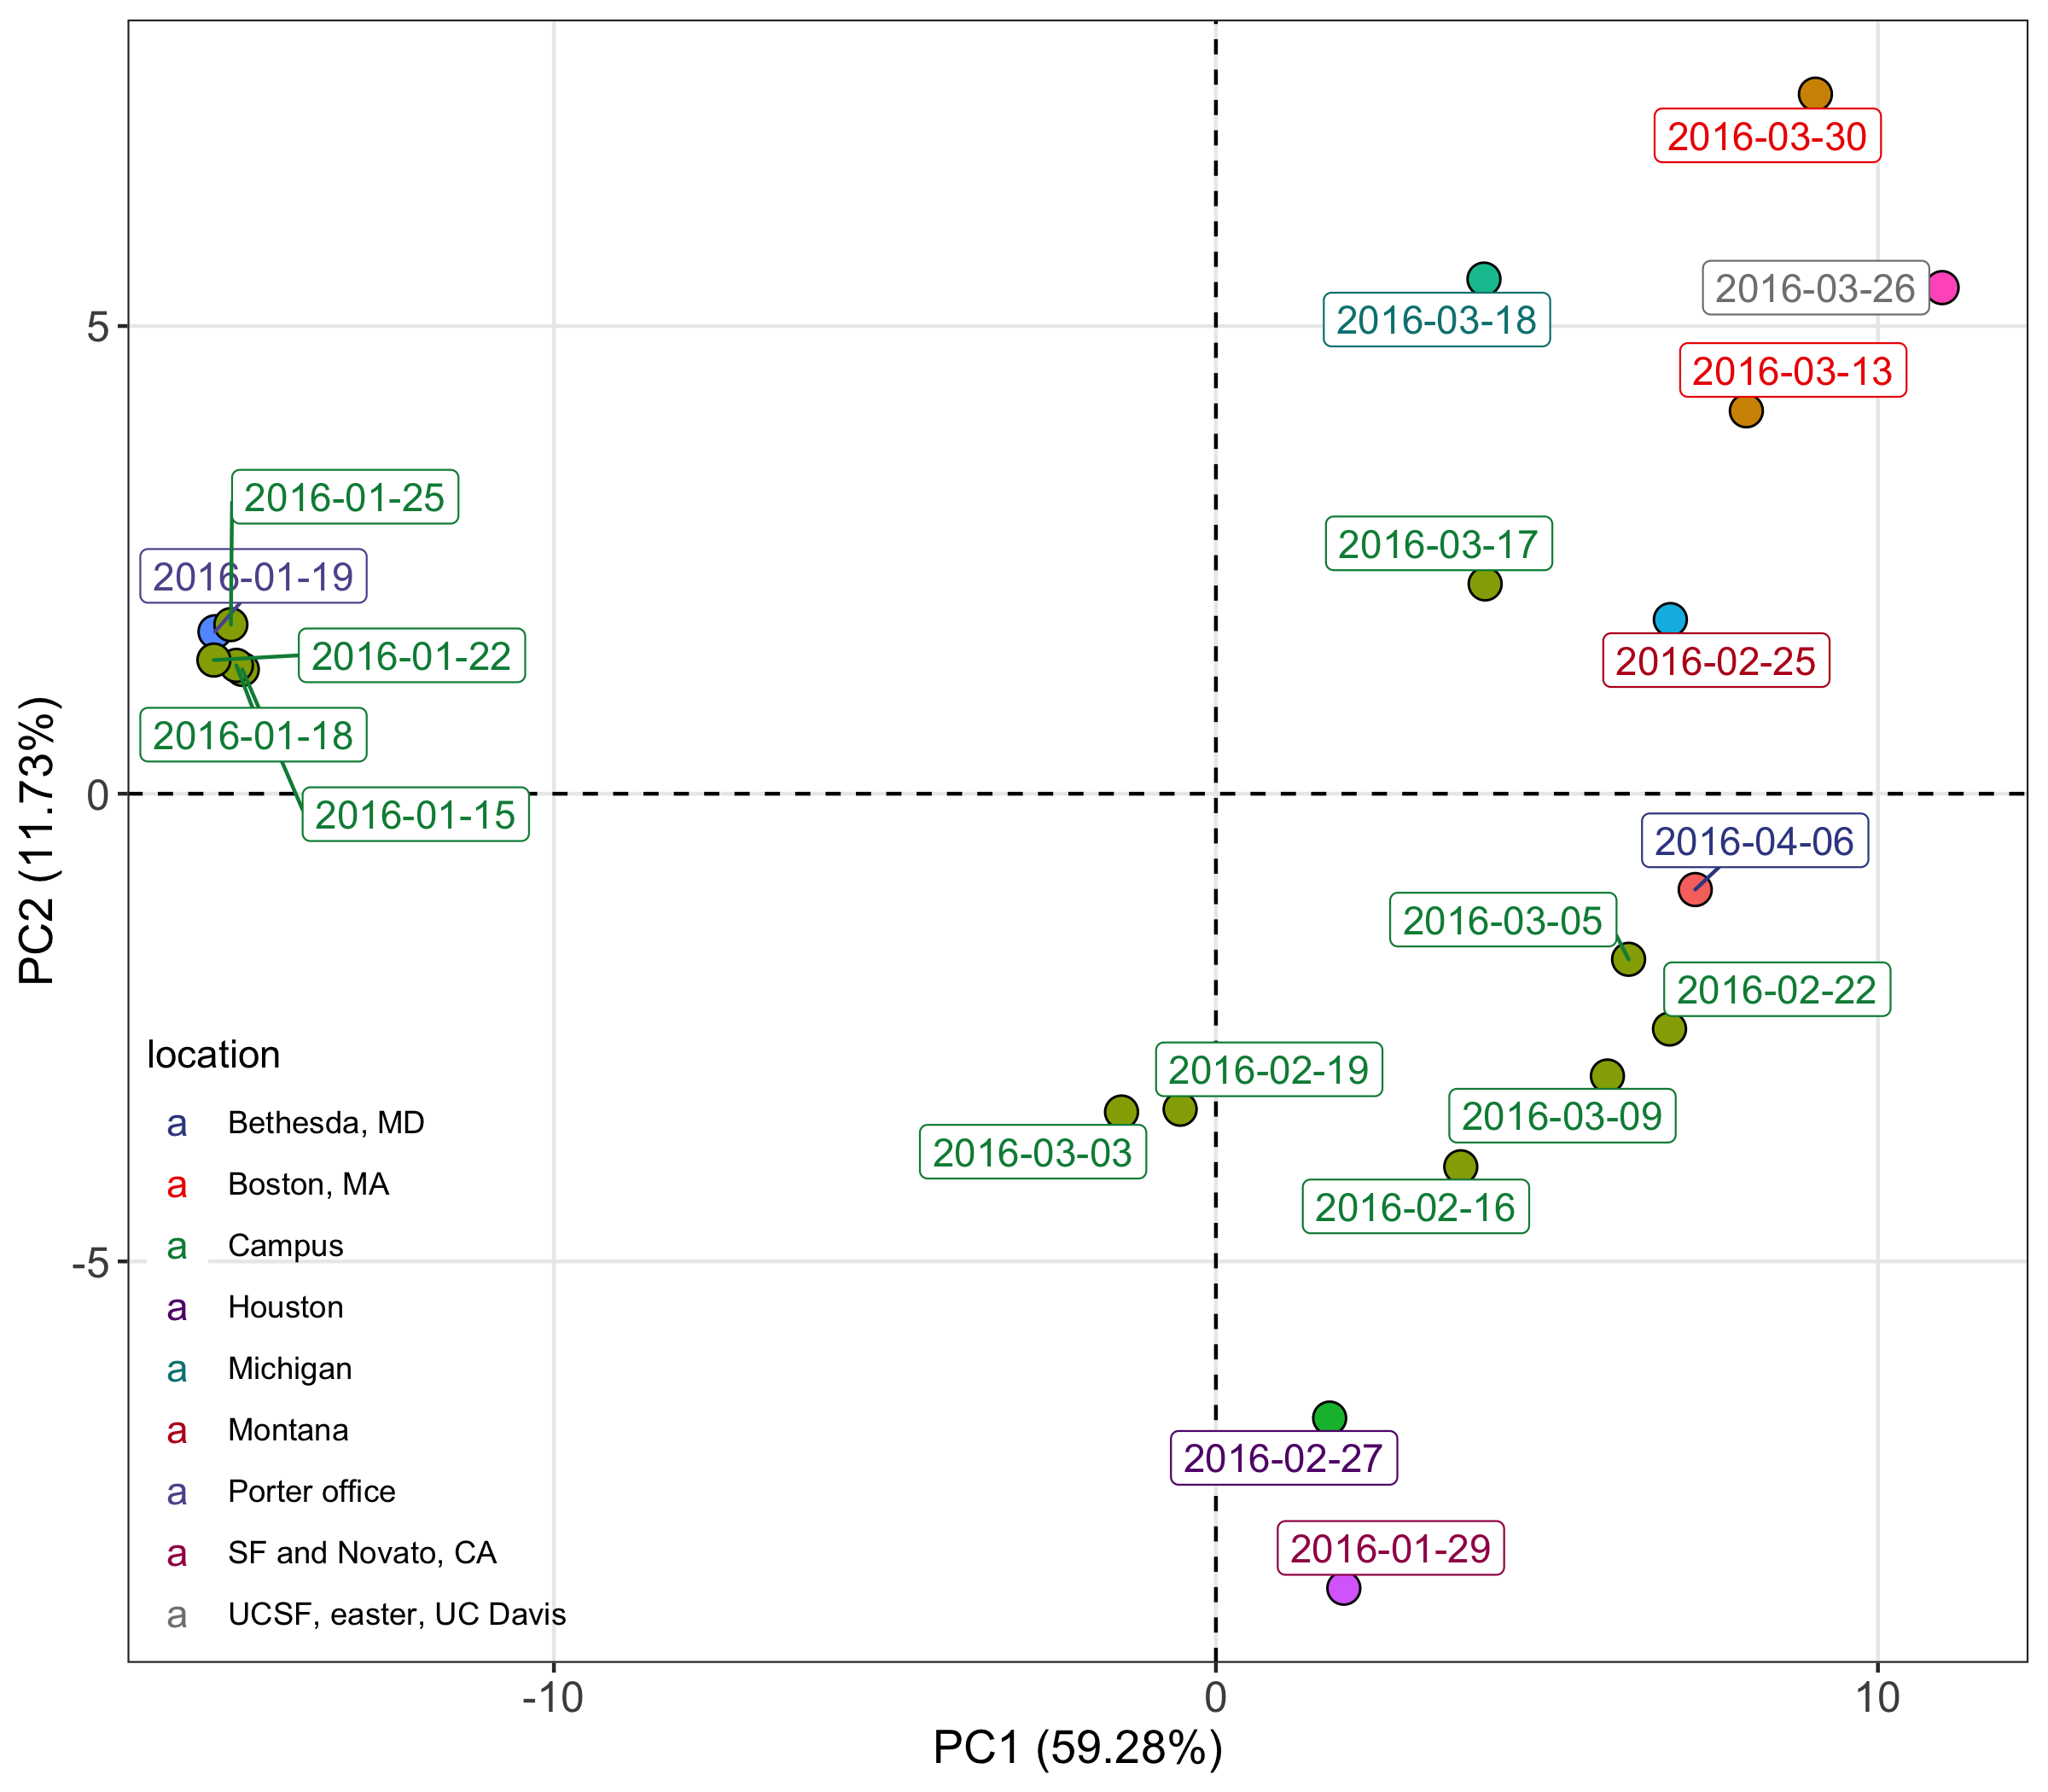 2016-03-30
2016-03-26
2016-03-18
5
2016-03-13
2016-01-25
2016-03-17
2016-01-19
2016-01-22
2016-02-25
2016-01-18
0
2016-01-15
2016-04-06
PC2 (11.73%)
2016-03-05
2016-02-22
location
2016-02-19
2016-03-09
Bethesda, MD
a
2016-03-03
a Boston, MA
2016-02-16
a Campus
-5
a Houston
a Michigan
a Montana
2016-02-27
a Porter office
a SF and Novato, CA
2016-01-29
a UCSF, easter, UC Davis
-10
0
10
PC1 (59.28%)